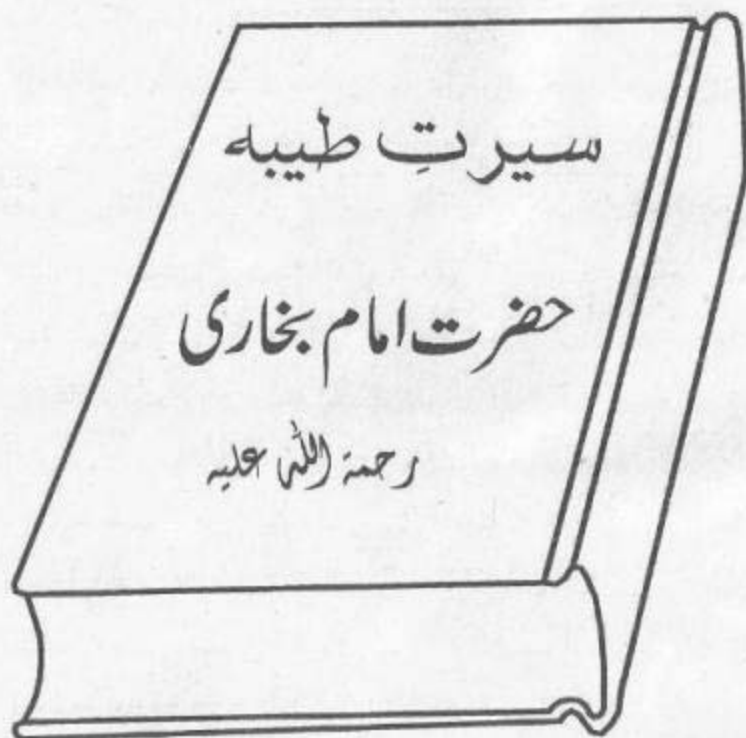 سیرتِ طیبہ
حضرت امام بخاری
رحمۃ اللہ علیہ